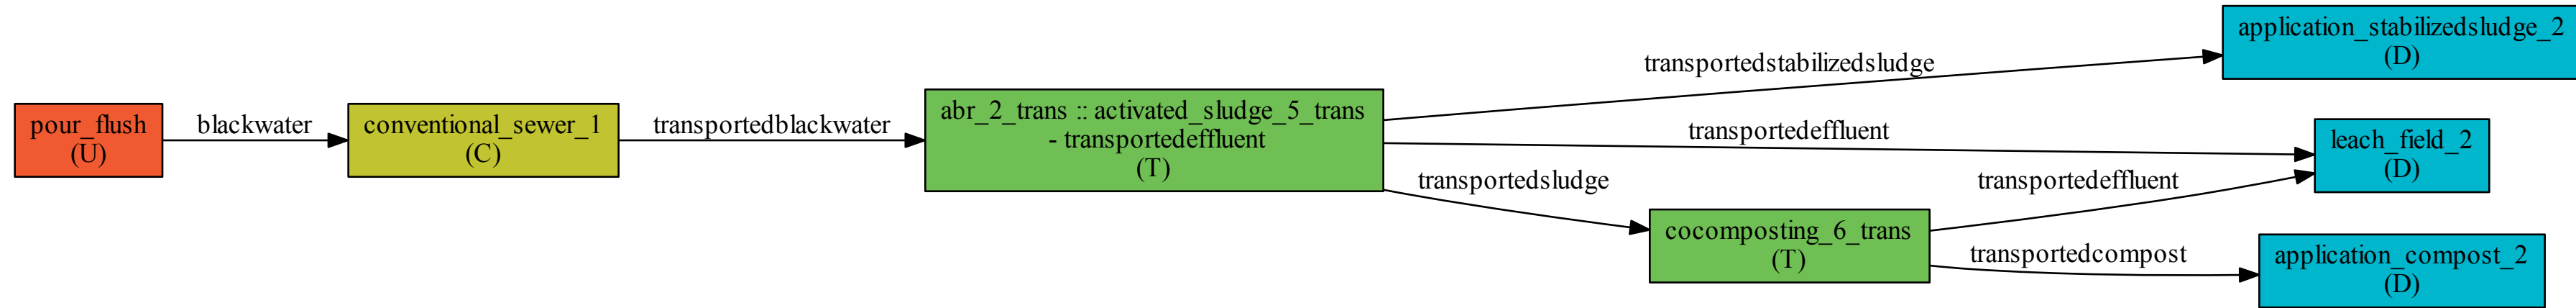 pour_flush
(U)
blackwater
conventional_sewer_1
(C)
transportedblackwater
abr_2_trans :: activated_sludge_5_trans
- transportedeffluent
(T)
transportedstabilizedsludge
transportedeffluent
transportedsludge
cocomposting_6_trans
(T)
transportedeffluent
transportedcompost
application_stabilizedsludge_2
(D)
leach_field_2
(D)
application_compost_2
(D)